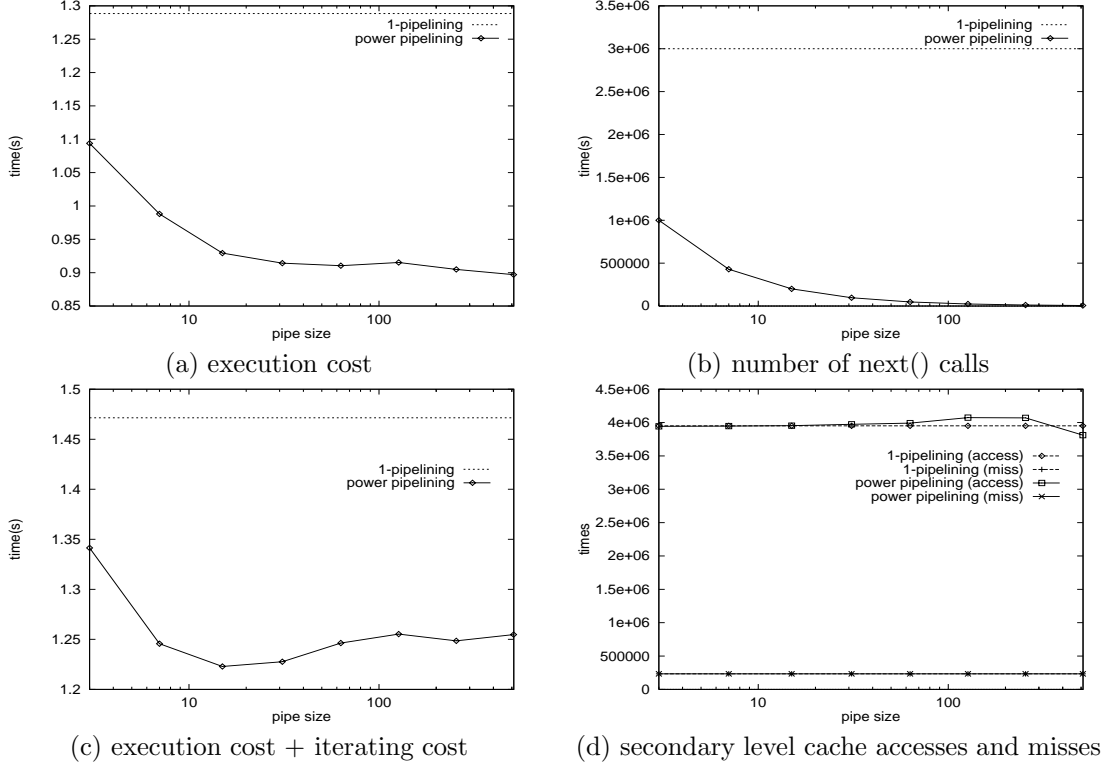 1.3
1.25
1.2
1.15
1.1
1.05
1
0.95
0.9
0.85
time(s)
1-pipelining
power pipelining
10
100
pipe size
(a) execution cost
3.5e+06
3e+06
2.5e+06
2e+06
1.5e+06
1e+06
500000
0
time(s)
1-pipelining
power pipelining
10
100
pipe size
(b) number of next() calls
1.5
1.45
1.4
1.35
1.3
1.25
1.2
time(s)
1-pipelining
power pipelining
10
100
pipe size
(c) execution cost + iterating cost
4.5e+06
4e+06
3.5e+06
3e+06
2.5e+06
2e+06
1.5e+06
1e+06
500000
0
times
1-pipelining (access)
1-pipelining (miss)
power pipelining (access)
power pipelining (miss)
10
100
pipe size
(d) secondary level cache accesses and misses